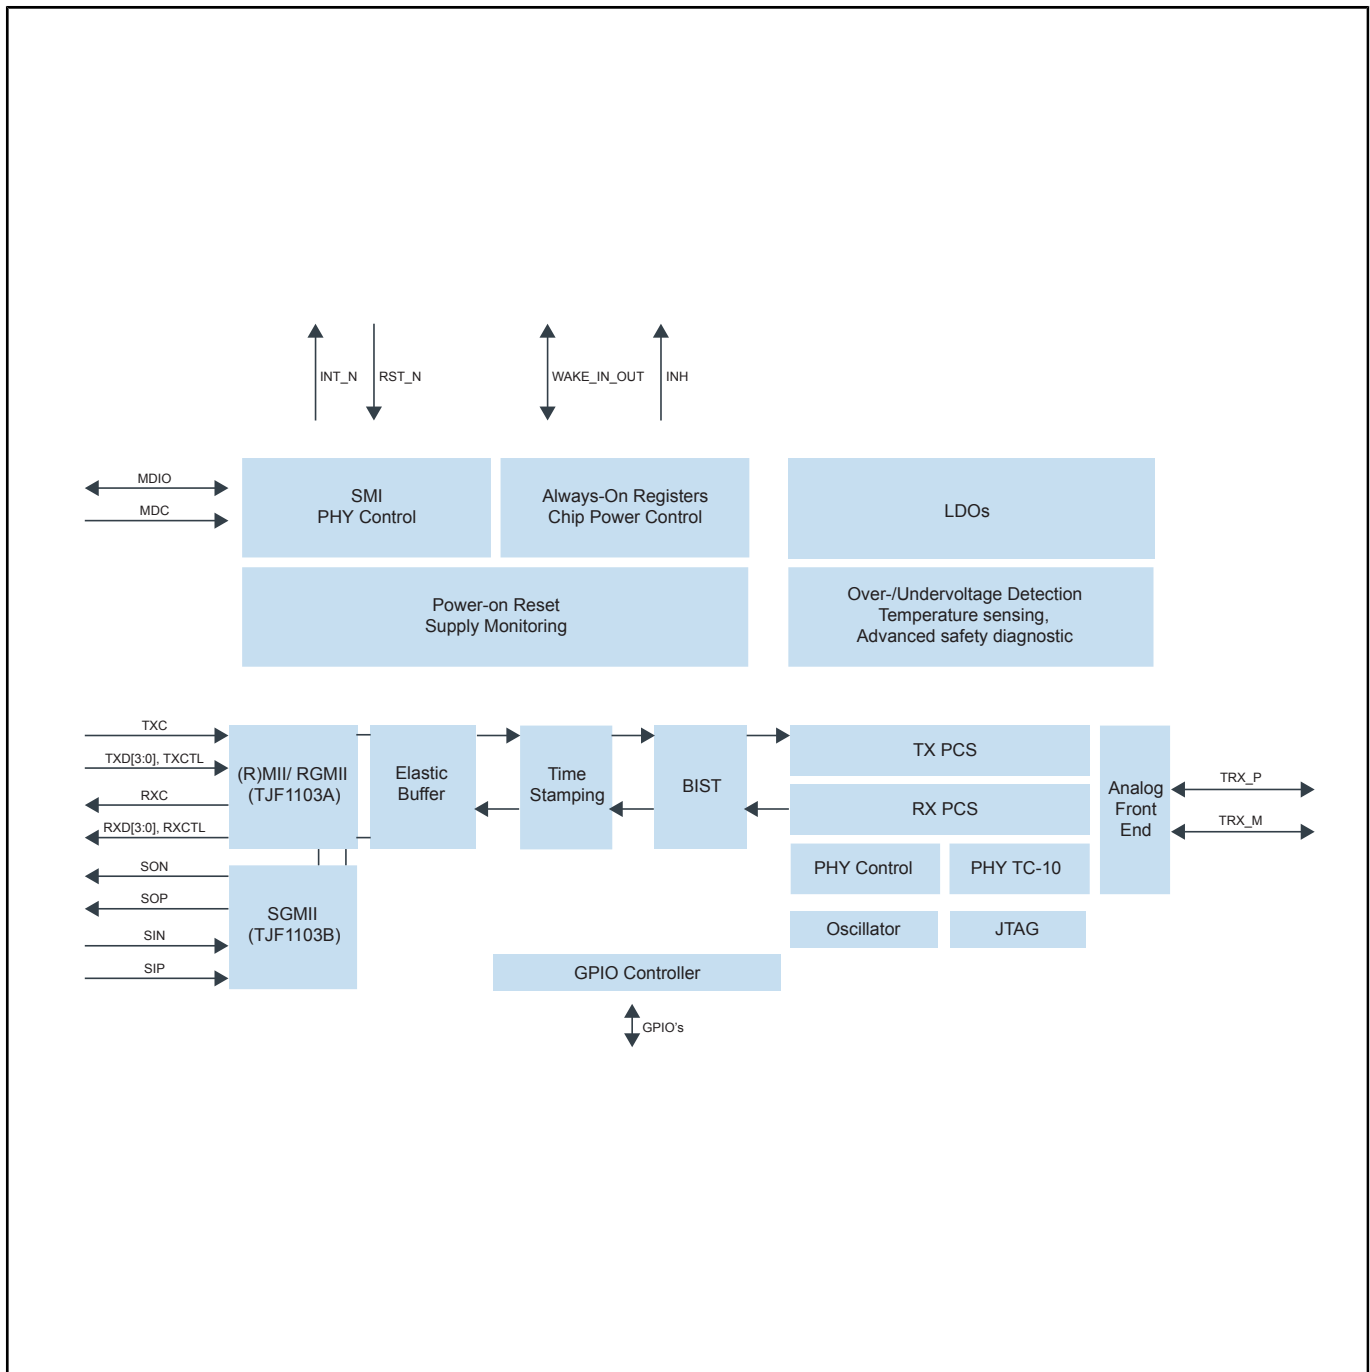 INT_N
RST_N
WAKE_IN_OUT
INH
MDIO
MDC
SMI
PHY Control
Always-On Registers
Chip Power Control
LDOs
Power-on Reset
Supply Monitoring
Over-/Undervoltage Detection
Temperature sensing,
Advanced safety diagnostic
TXC
TXD[3:0], TXCTL
RXC
RXD[3:0], RXCTL
SON
SOP
SIN
SIP
(R)MII/ RGMII
(TJF1103A)
SGMII
(TJF1103B)
Elastic
Buffer
Time
Stamping
BIST
TX PCS
RX PCS
PHY Control
PHY TC-10
Oscillator
JTAG
Analog
Front
End
TRX_P
TRX_M
GPIO Controller
GPIO's